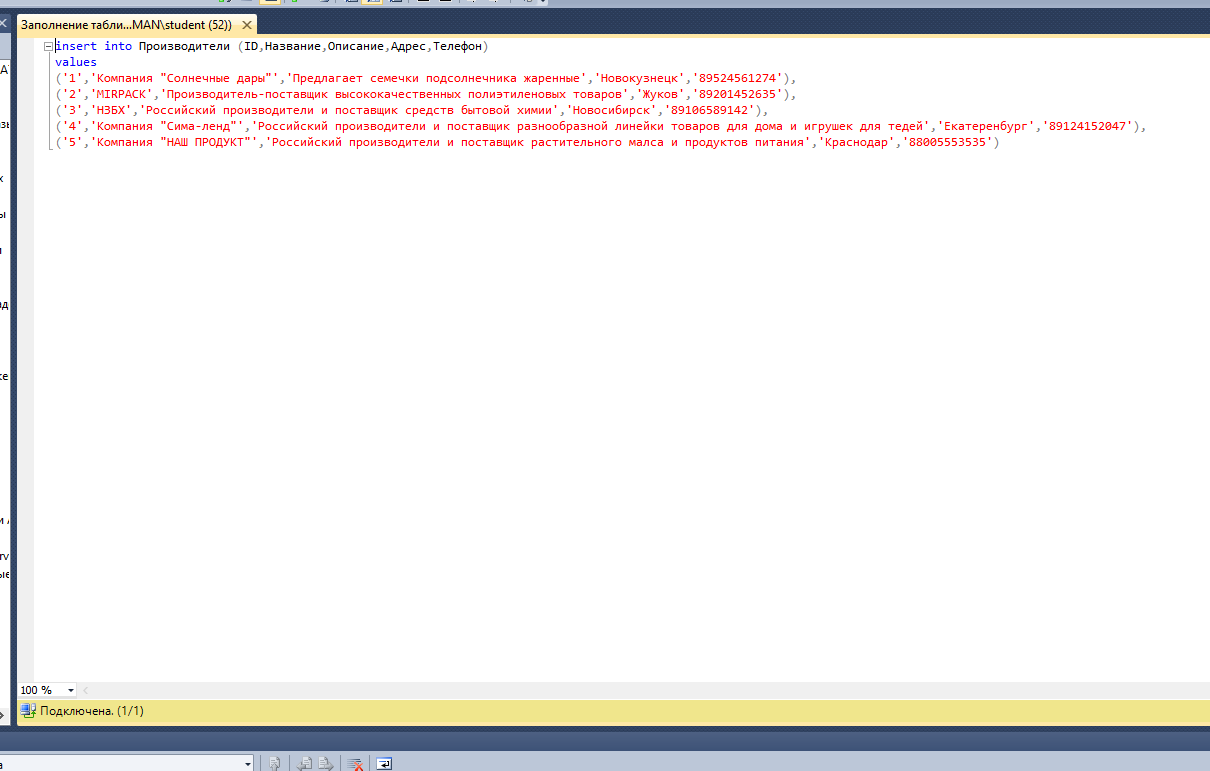 Заполнение табли...MAN\student (52))
insert into Производители (ID,Название,Описание,Адрес,Телефон)
values
('1','Компания "Солнечные дары"','Предлагает семечки подсолнечника жаренные','Новокузнецк','89524561274'),
('2','MIRPACK','Производитель-поставщик высококачественных полиэтиленовых товаров','Жуков','89201452635'),
('3','НЗБХ','Российский производители и поставщик средств бытовой химии','Новосибирск','89106589142'),
('4','Компания "Сима-ленд"','Российский производители и поставщик разнообразной линейки товаров для дома и игрушек для тедей','Екатеренбург','89124152047'),
('5','Компания "НАШ ПРОДУКТ"','Российский производители и поставщик растительного малса и продуктов питания','Краснодар','88005553535')
100 %
Подключена. (1/1)